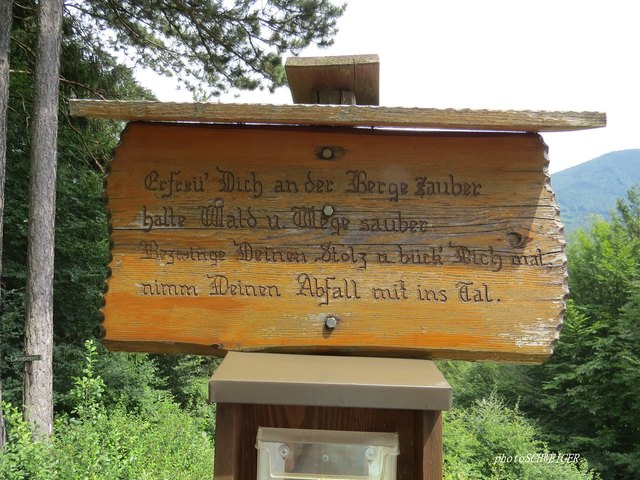 Erfreu' Dich an der Berge Zauber
halte Wald u. Wege sauber.
Bezwinge Deinen Stolz u. bück' Dich mal
nimm Deinen Abfall mit ins Tal.
photoSCHWEIGER